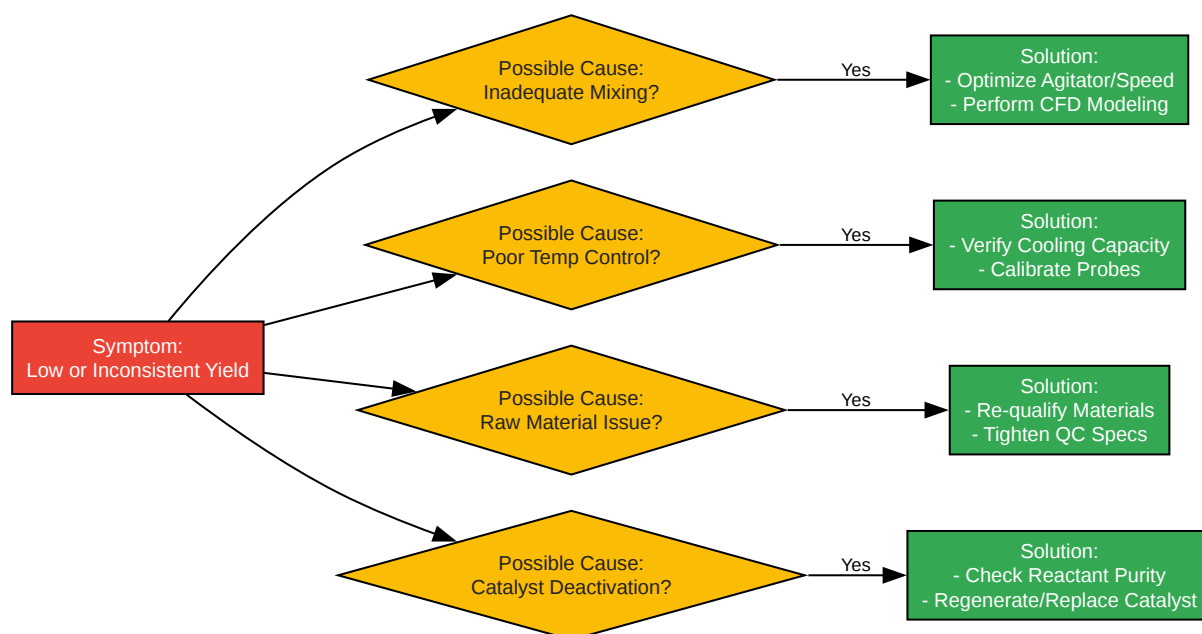 Possible Cause:
Inadequate Mixing?
Yes
Solution:
- Optimize Agitator/Speed
- Perform CFD Modeling
Possible Cause:
Poor Temp Control?
Yes
Solution:
- Verify Cooling Capacity
- Calibrate Probes
Symptom:
Low or Inconsistent Yield
Possible Cause:
Raw Material Issue?
Yes
Solution:
- Re-qualify Materials
- Tighten QC Specs
Possible Cause:
Catalyst Deactivation?
Yes
Solution:
- Check Reactant Purity
- Regenerate/Replace Catalyst